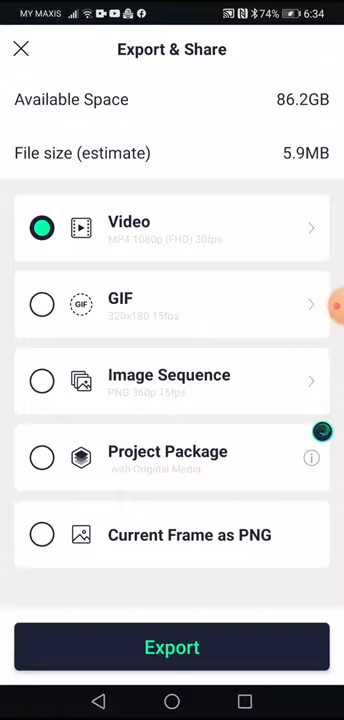 MY MAXIS 74% 6:34
Export & Share
Available Space 86.2GB
File size (estimate) 5.9MB
Video
MP4 1080p (FHD) 30fps
GIF
GIF
320x180 15fps
Image Sequence
PNG 360p 15fps
Project Package
with Original Media
Current Frame as PNG
Export